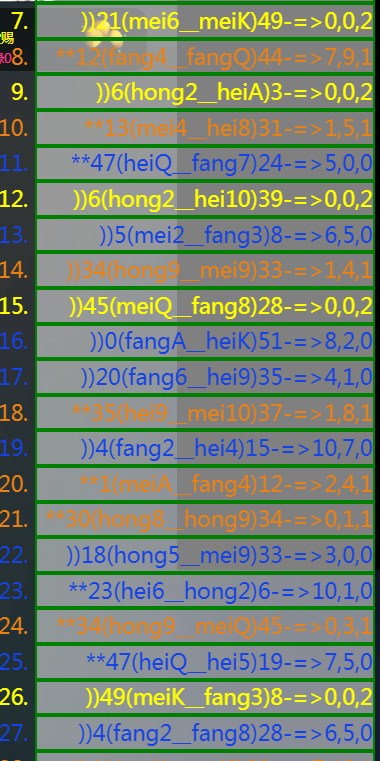 7. ))21(mei6__meiK)49-=>0,0,2
赐
8. **12(fang4__fangQ)44->7,9,1
9. ))6(hong2__heiA)3-=>0,0,2
10. **13(mei4__hei8)31-=>1,5,1
11. **47(heiQ__fang7)24-=>5,0,0
12. ))6(hong2__hei10)39-=>0,0,2
13. ))5(mei2__fang3)8-=>6,5,0
14. ))34(hong9__mei9)33-=>1,4,1
15. ))45(meiQ__fang8)28-=>0,0,2
16. ))0(fangA__heiK)51-=>8,2,0
17. ))20(fang6__hei9)35-=>4,1,0
18. **35(hei9__mei10)37-=>1,8,1
19. ))4(fang2__hei4)15-=>10,7,0
20. **1(meiA__fang4)12-=>2,4,1
21. **30(hong8__hong9)34-=>0,1,1
22. ))18(hong5__mei9)33-=>3,0,0
23. **23(hei6__hong2)6-=>10,1,0
24. **34(hong9__meiQ)45-=>0,3,1
25. **47(heiQ__hei5)19-=>7,5,0
26. ))49(meiK__fang3)8-=>0,0,2
27. ))4(fang2__fang8)28-=>6,5,0